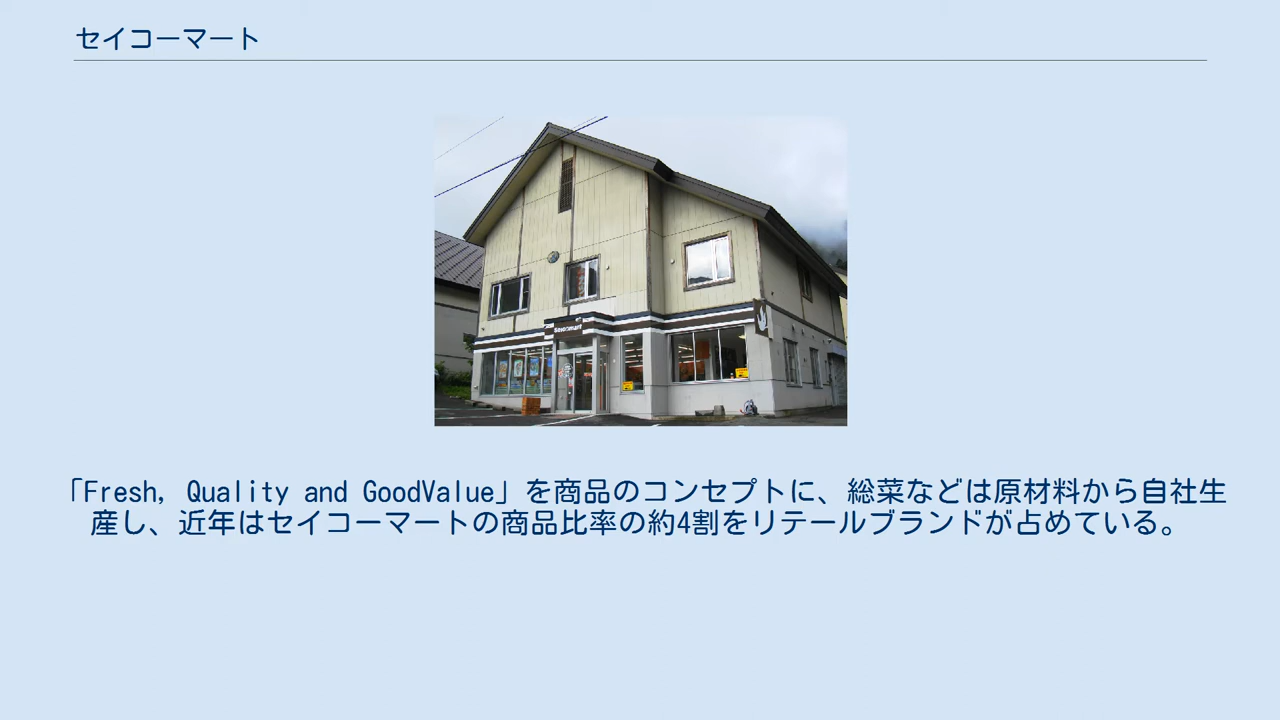 セイコーマート
Seicomart
「Fresh, Quality and GoodValue」を商品のコンセプトに、総菜などは原材料から自社生
産し、近年はセイコーマートの商品比率の約4割をリテールブランドが占めている。